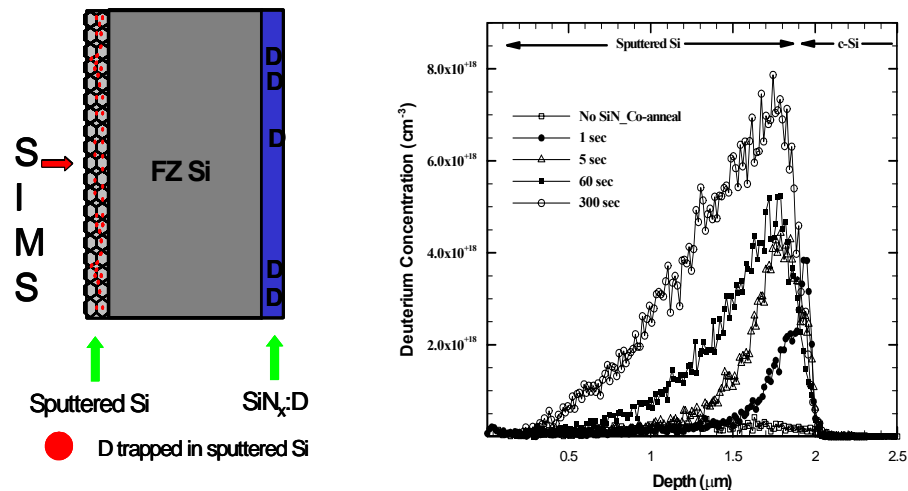 S
I
M
S
D
D
D
D
D
FZ Si
Sputtered Si
SiNₓ:D
D trapped in sputtered Si
Sputtered Si
c-Si
8.0x10⁺¹⁸
6.0x10⁺¹⁸
4.0x10⁺¹⁸
2.0x10⁺¹⁸
Deuterium Concentration (cm⁻³)
No SiN_Co-anneal
1 sec
5 sec
60 sec
300 sec
0.5 1 1.5 2 2.5
Depth (μm)